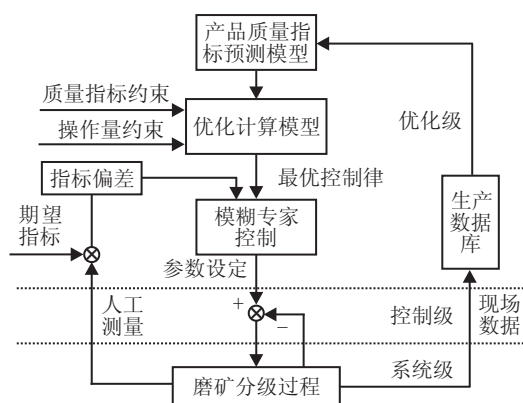 产品质量指
标预测模型
质量指标约束
操作量约束
优化计算模型
优化级
指标偏差
最优控制律
期望
指标
模糊专家
控制
生产
数据
库
参数设定
人工
测量
+
−
控制级
现场
数据
磨矿分级过程
系统级